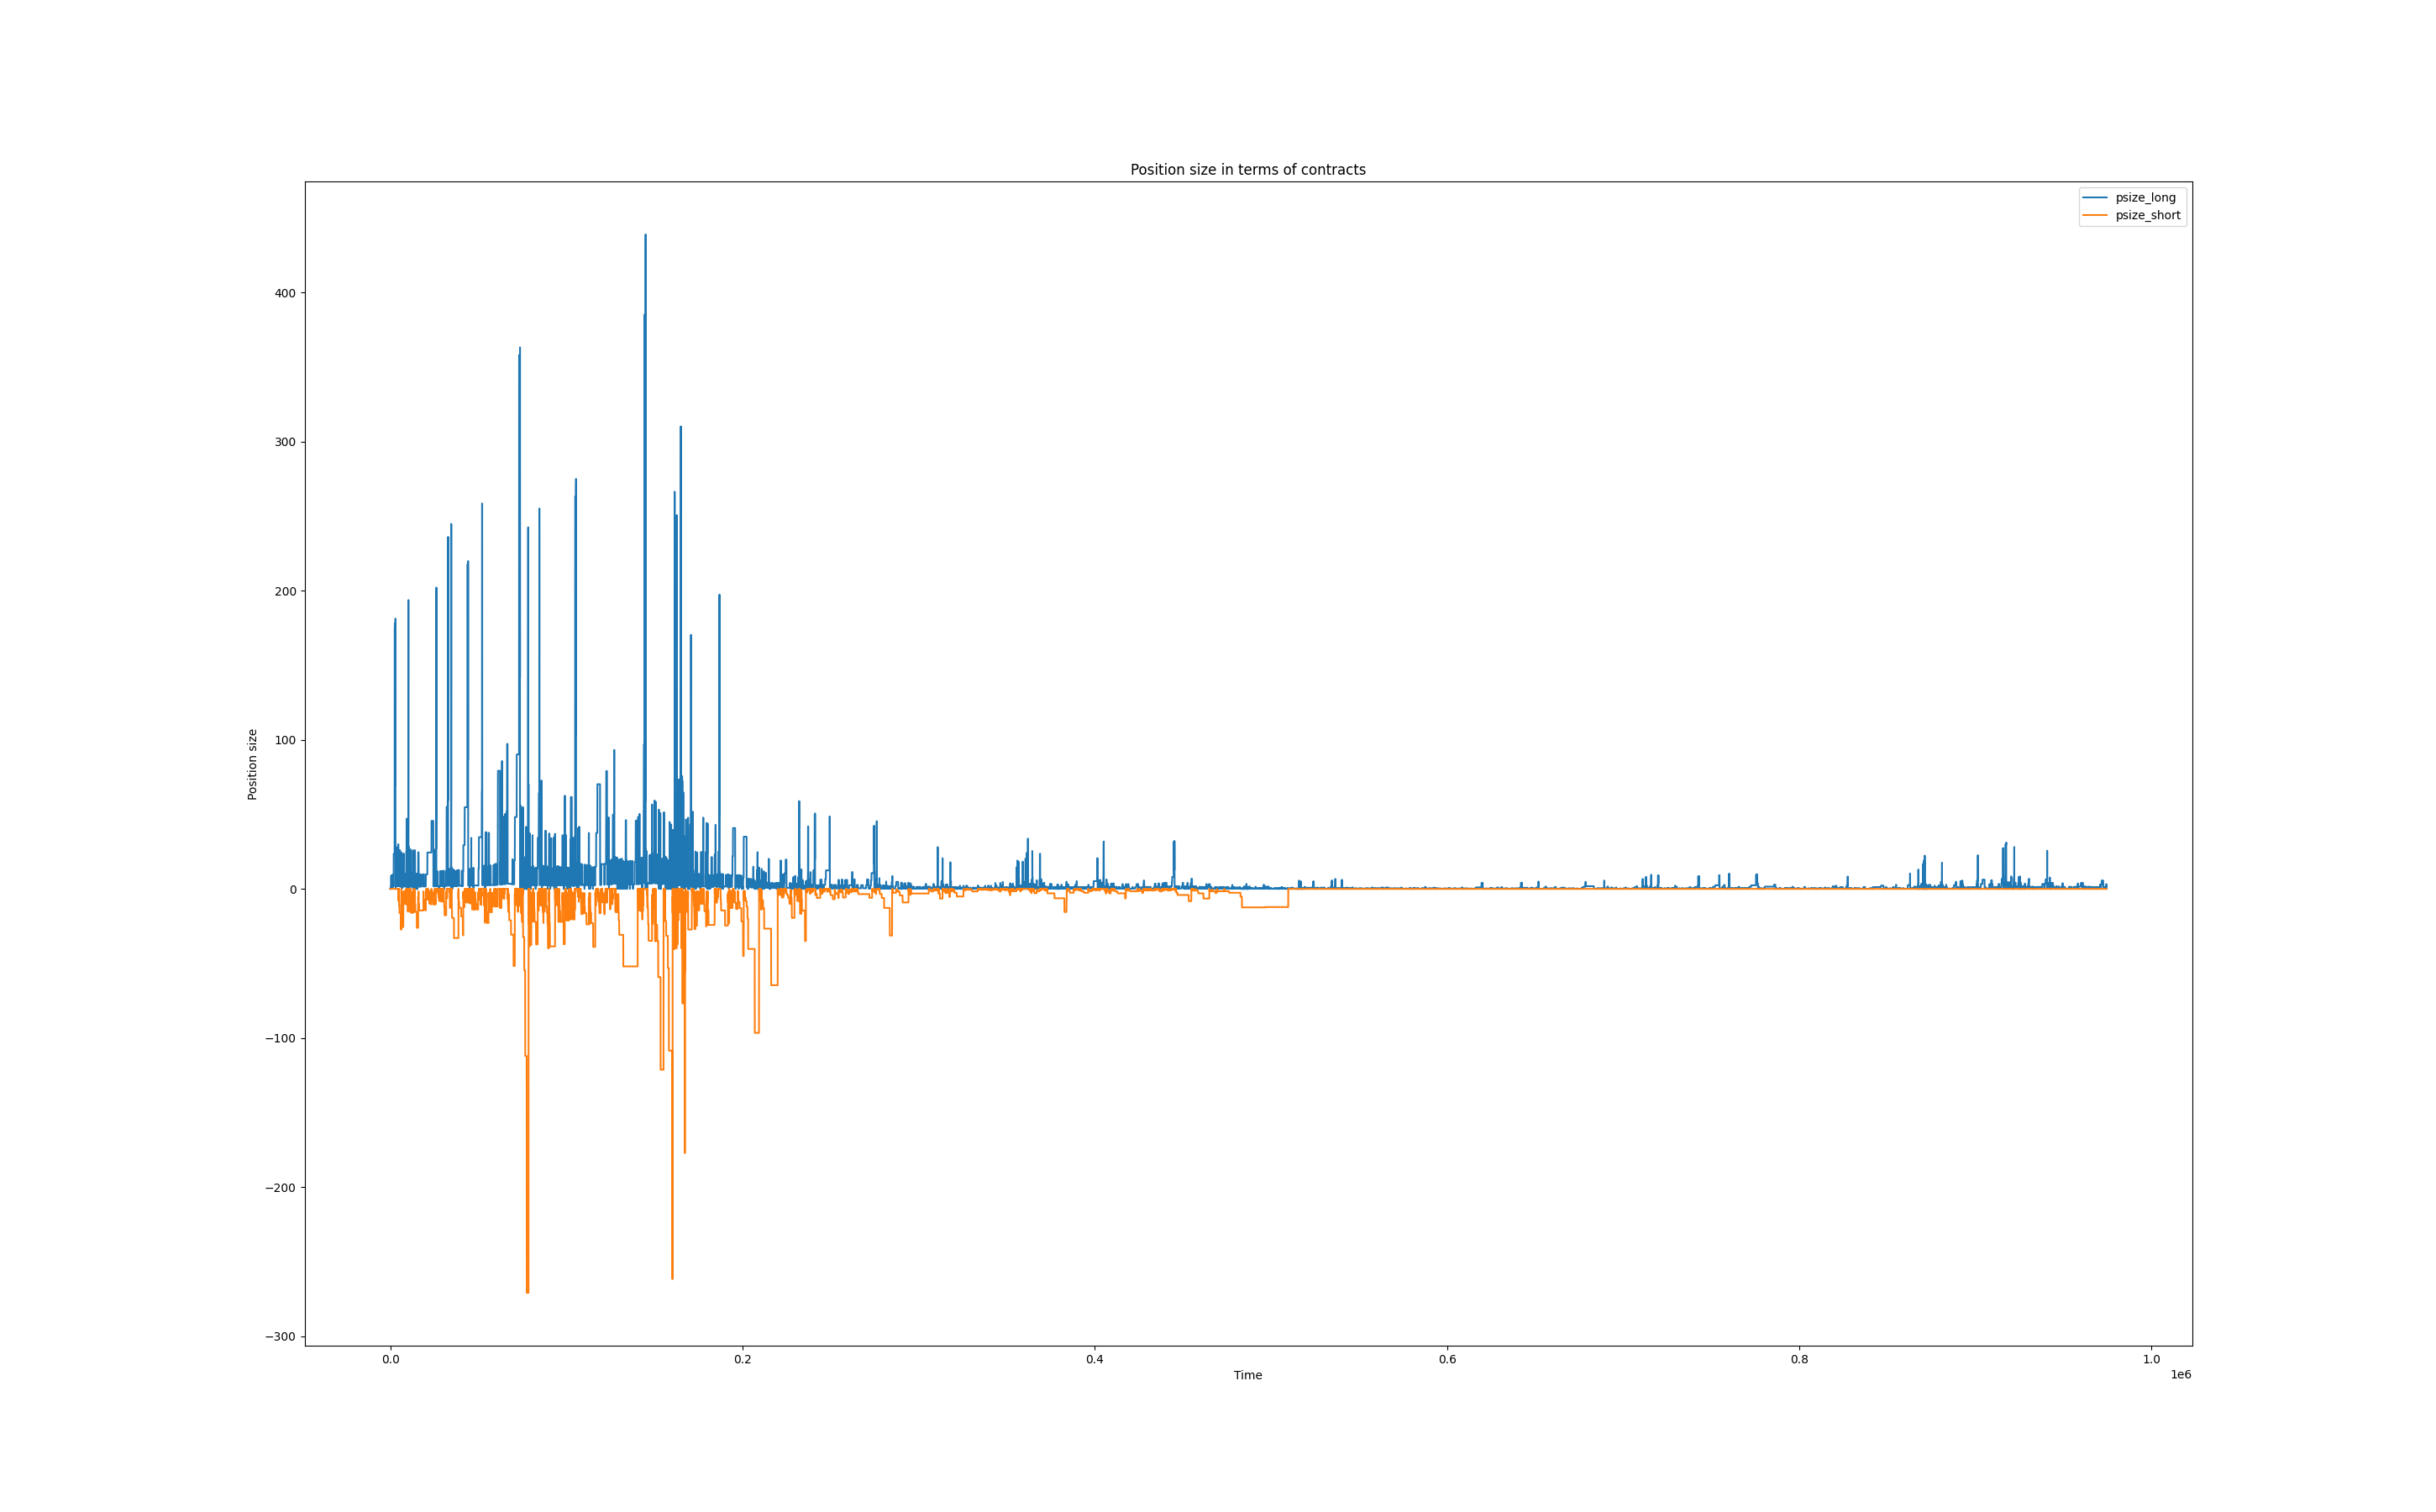 Position size in terms of contracts
psize_long
psize_short
Position size
400
300
200
100
0
−100
−200
−300
0.0
0.2
0.4
0.6
0.8
1.0
Time
1e6